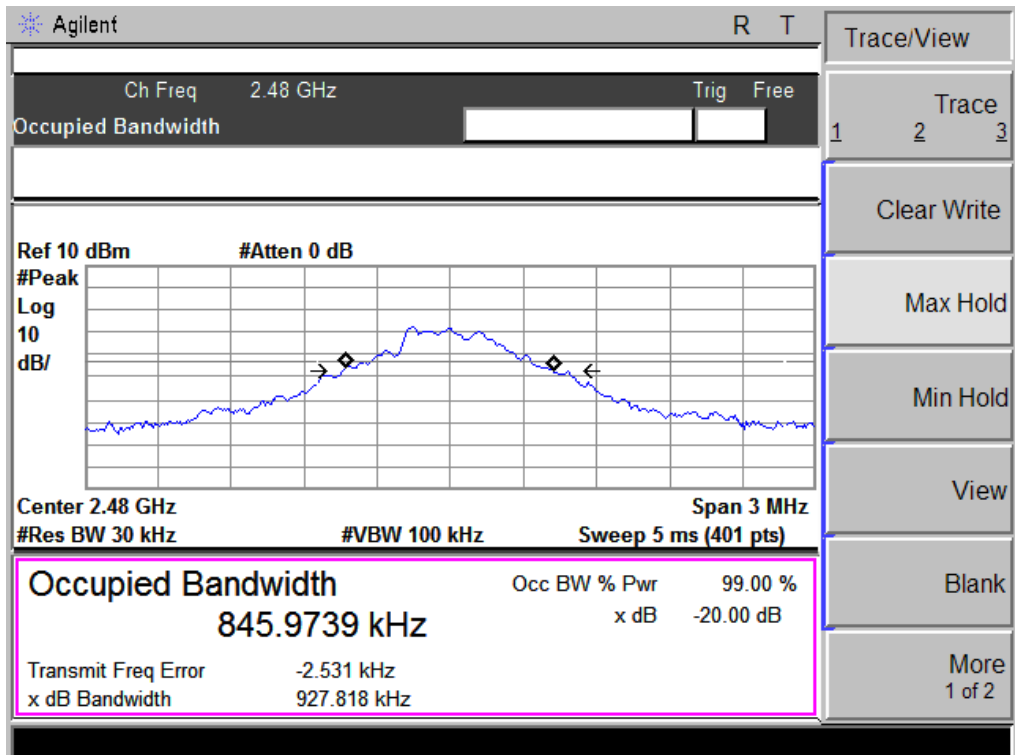 Agilent R T
Ch Freq 2.48 GHz Trig Free
Occupied Bandwidth
Ref 10 dBm #Atten 0 dB
#Peak
Log
10
dB/
Center 2.48 GHz Span 3 MHz
#Res BW 30 kHz #VBW 100 kHz Sweep 5 ms (401 pts)
Occupied Bandwidth Occ BW % Pwr 99.00 %
845.9739 kHz x dB -20.00 dB
Transmit Freq Error -2.531 kHz
x dB Bandwidth 927.818 kHz
Trace/View
Trace
1 2 3
Clear Write
Max Hold
Min Hold
View
Blank
More
1 of 2